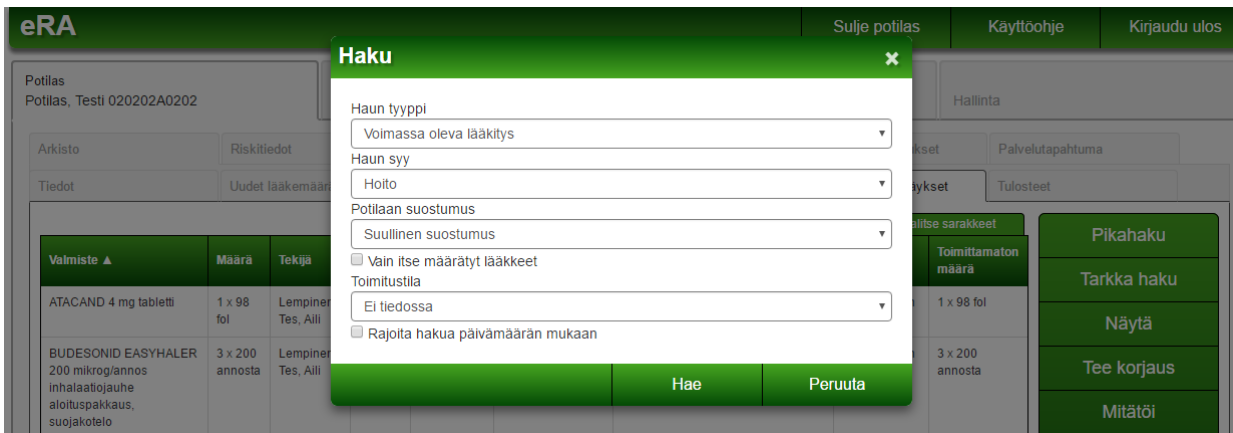 eRA
Sulje potilas
Käyttöohje
Kirjaudu ulos
Potilas
Potilas, Testi 020202A0202
Hallinta
Arkisto
Riskitiedot
Palvelutapahtuma
Tiedot
Uudet
Tulosteet
Haku
Haun tyyppi
Voimassa oleva lääkitys
Haun syy
Hoito
Potilaan suostumus
Suullinen suostumus
Vain itse määrätyt lääkkeet
Toimitustila
Ei tiedossa
Rajoita hakua päivämäärän mukaan
Hae
Peruuta
sarakkeet
Valmiste ▲
Määrä
Tekijä
Toimittamaton
määrä
ATACAND 4 mg tabletti
1 x 98
fol
Tes, Aili
1 x 98 fol
BUDESONID EASYHALER
200 mikrog/annos
inhalaatiojauhe
aloituspakkaus,
suojakotelo
3 x 200
annosta
Tes, Aili
3 x 200
annosta
Pikahaku
Tarkka haku
Näytä
Tee korjaus
Mitätöi